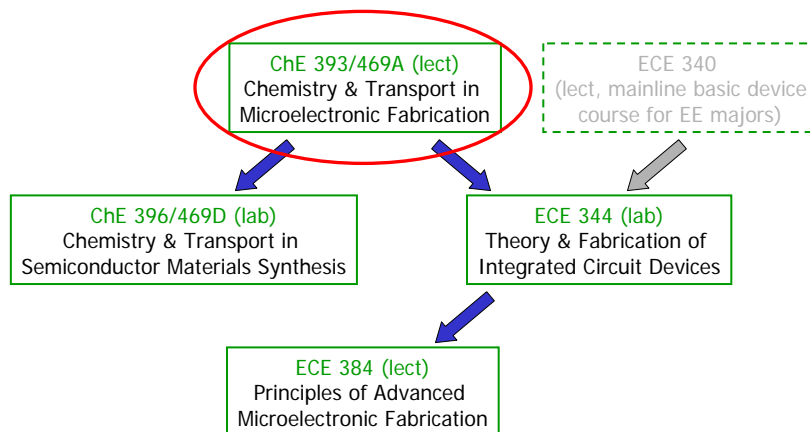 ChE 393/469A (lect)
Chemistry & Transport in
Microelectronic Fabrication
ECE 340
(lect, mainline basic device
course for EE majors)
ChE 396/469D (lab)
Chemistry & Transport in
Semiconductor Materials Synthesis
ECE 344 (lab)
Theory & Fabrication of
Integrated Circuit Devices
ECE 384 (lect)
Principles of Advanced
Microelectronic Fabrication